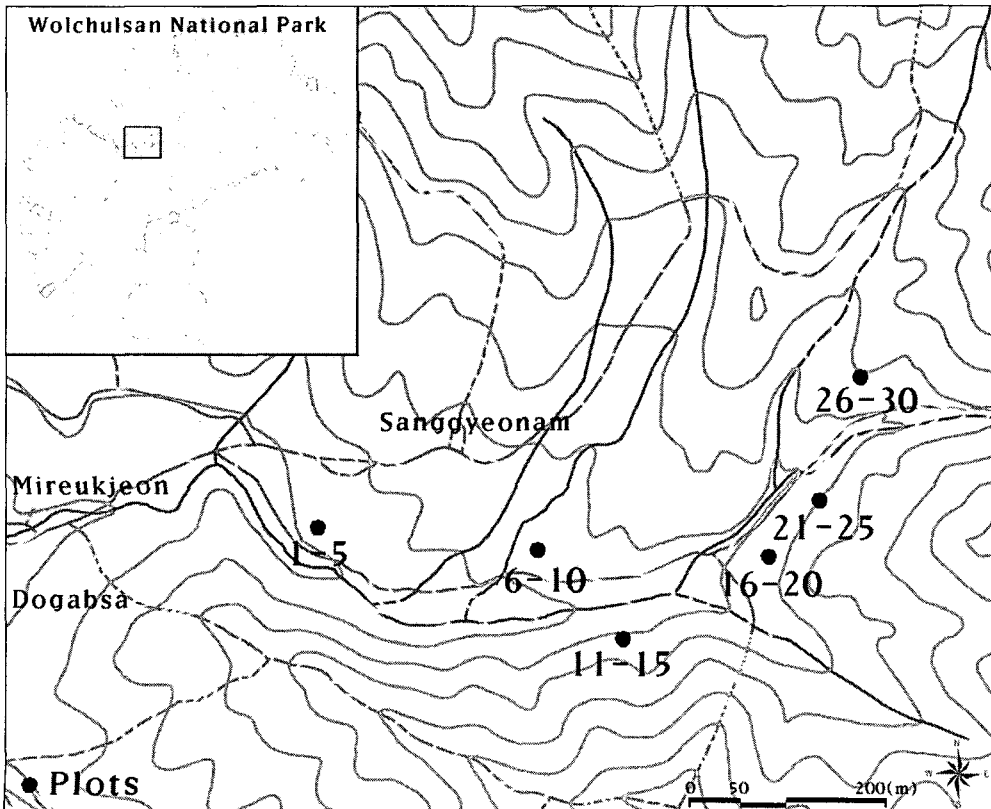 Wolchulsan National Park
26-30
Sanggyeonam
Mireukjeon
21-25
1-5
6-10
16-20
Dogabsa
11-15
N
W
E
Plots
0 50 200(m)